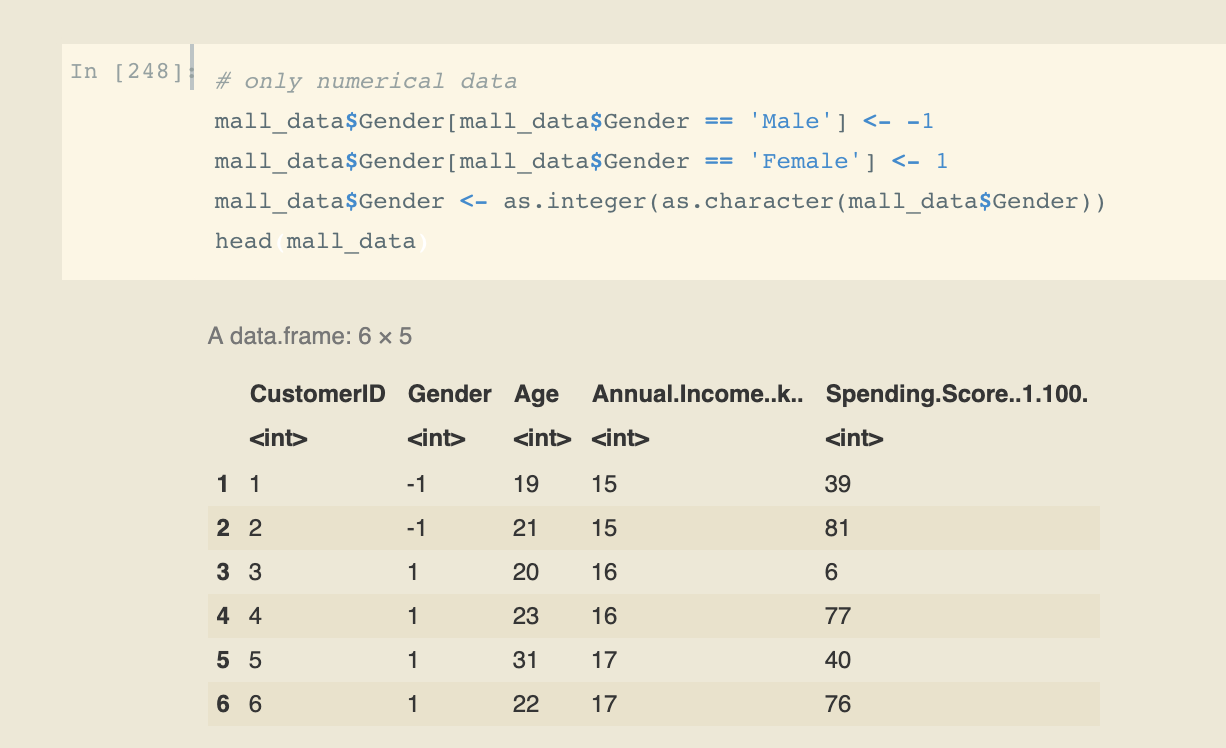 In [248]:
# only numerical data
mall_data$Gender[mall_data$Gender == 'Male'] <- -1
mall_data$Gender[mall_data$Gender == 'Female'] <- 1
mall_data$Gender <- as.integer(as.character(mall_data$Gender))
head(mall_data)
A data.frame: 6 × 5
CustomerID Gender Age Annual.Income..k.. Spending.Score..1.100.
<int> <int> <int> <int> <int>
1 1 -1 19 15 39
2 2 -1 21 15 81
3 3 1 20 16 6
4 4 1 23 16 77
5 5 1 31 17 40
6 6 1 22 17 76